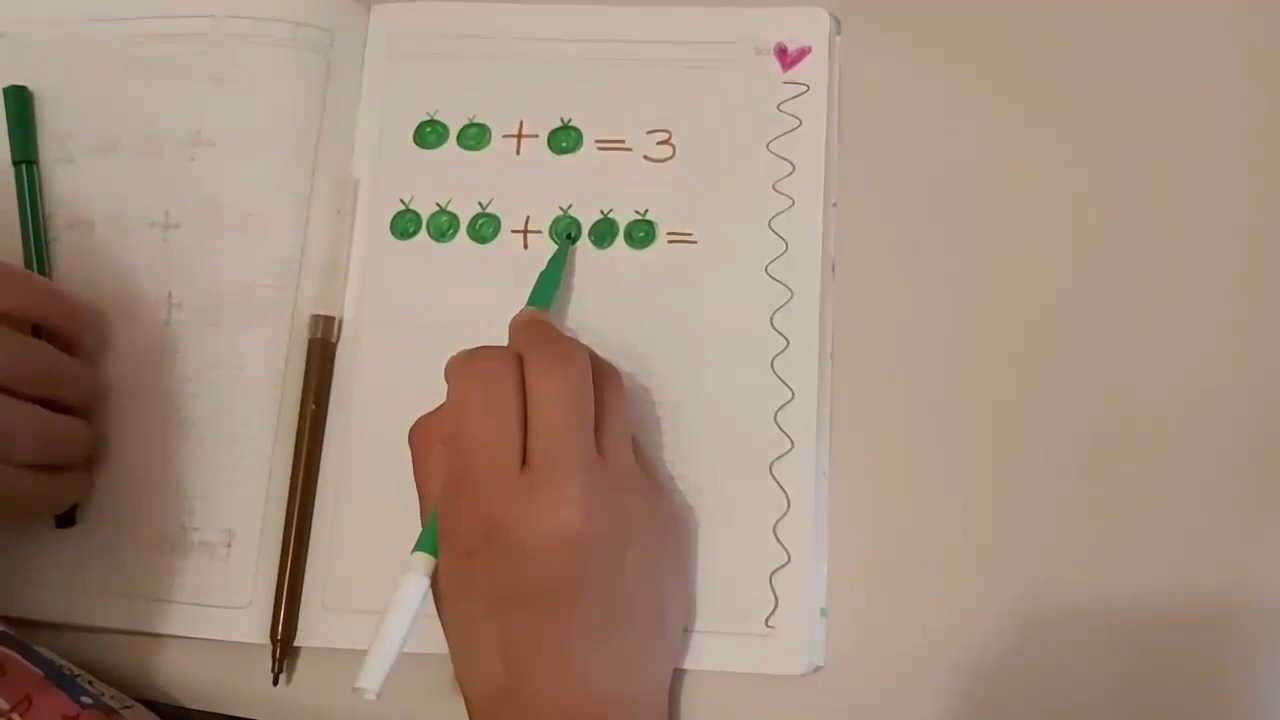 + = 3
+ =